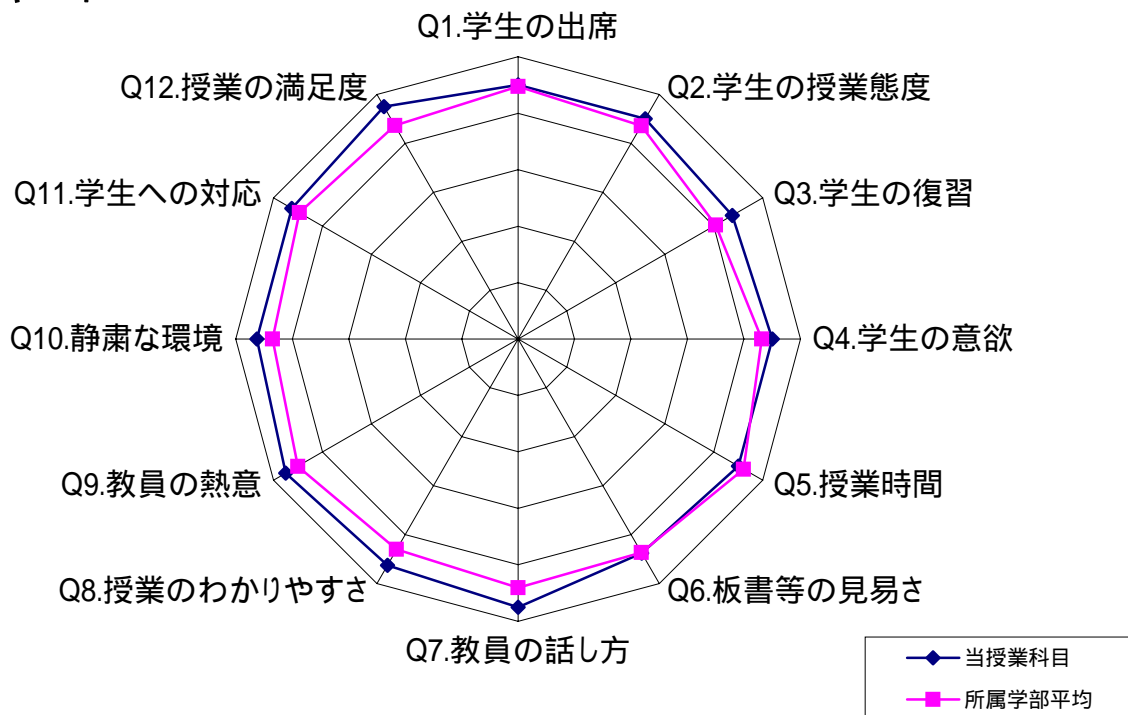 Q1.学生の出席
Q2.学生の授業態度
Q3.学生の復習
Q4.学生の意欲
Q5.授業時間
Q6.板書等の見易さ
Q7.教員の話し方
Q8.授業のわかりやすさ
Q9.教員の熱意
Q10.静粛な環境
Q11.学生への対応
Q12.授業の満足度
当授業科目
所属学部平均